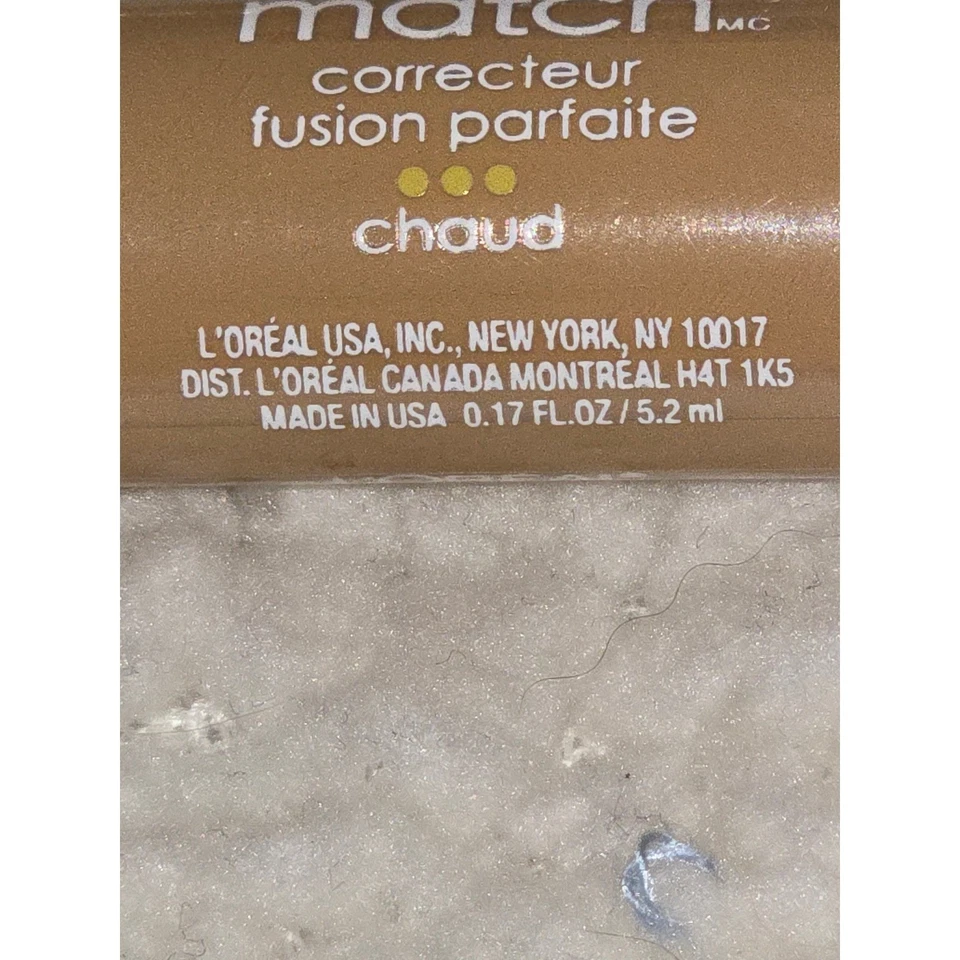 match MC
correcteur
fusion parfaite
chaud
L'ORÉAL USA, INC., NEW YORK, NY 10017
DIST. L'ORÉAL CANADA MONTRÉAL H4T 1K5
MADE IN USA 0.17 FL.OZ / 5.2 ml